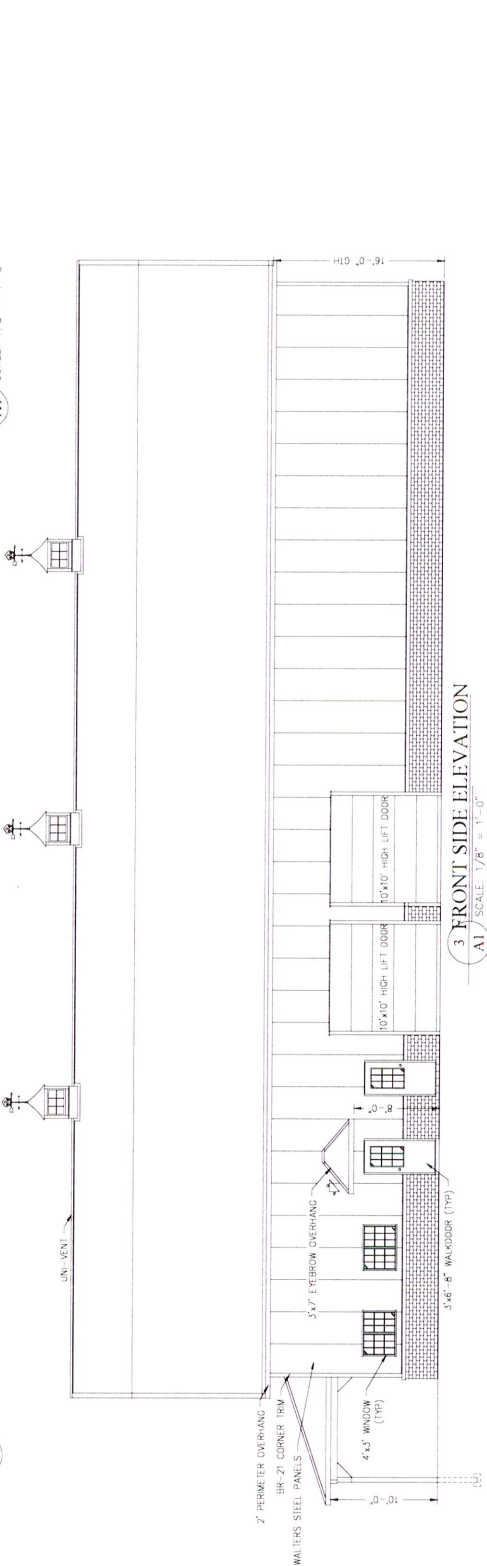 UNI-VENT
2' PERIMETER OVERHANG
BR-21 CORNER TRIM
WALTERS STEEL PANELS
4'x3' WINDOW
(TYP)
10'-0"
3'x7' EYEBROW OVERHANG
8'-0"
3'x6'-8" WALKDOOR (TYP)
10'x10' HIGH LIFT DOOR
10'x10' HIGH LIFT DOOR
16'-0" GTH
3 FRONT SIDE ELEVATION
A1 SCALE: 1/8" = 1'-0"